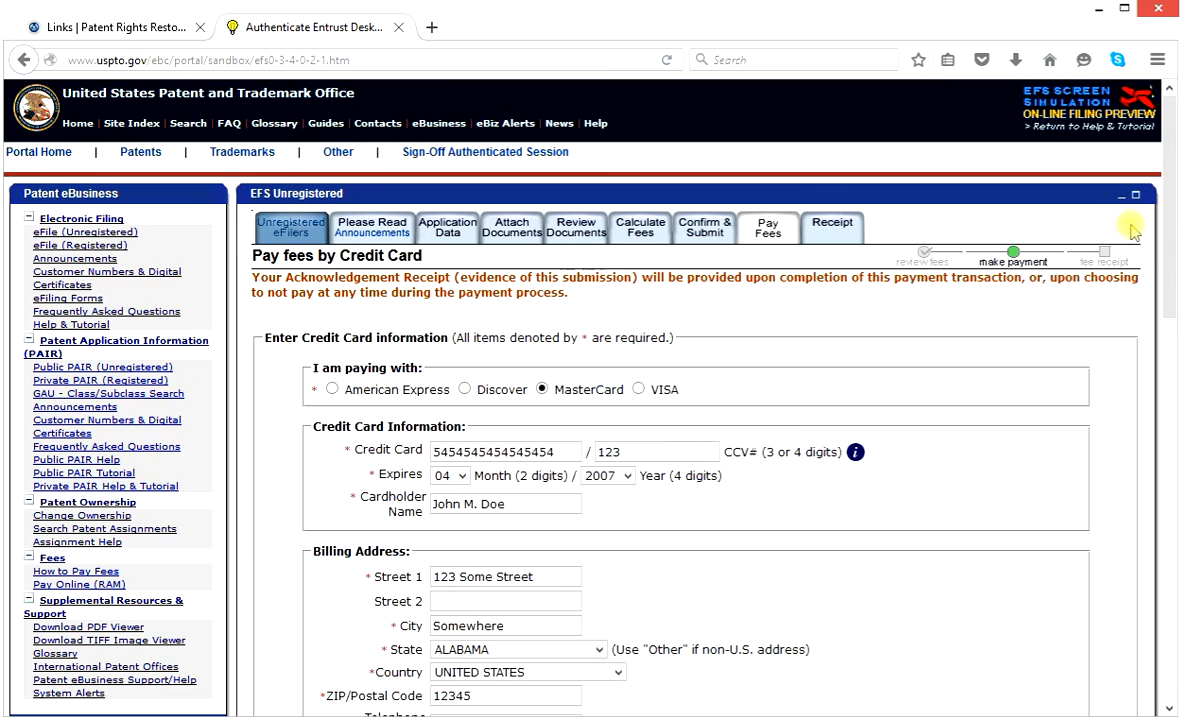 Links | Patent Rights Resto...
Authenticate Entrust Desk...
www.uspto.gov/ebc/portal/sandbox/efs0-3-4-0-2-1.htm
Search
United States Patent and Trademark Office
Home | Site Index | Search | FAQ | Glossary | Guides | Contacts | eBusiness | eBiz Alerts | News | Help
EFS SCREEN
SIMULATION
ON-LINE FILING PREVIEW
> Return to Help & Tutorial
Portal Home | Patents | Trademarks | Other | Sign-Off Authenticated Session
Patent eBusiness
Electronic Filing
eFile (Unregistered)
eFile (Registered)
Announcements
Customer Numbers & Digital
Certificates
eFiling Forms
Frequently Asked Questions
Help & Tutorial
Patent Application Information
(PAIR)
Public PAIR (Unregistered)
Private PAIR (Registered)
GAU - Class/Subclass Search
Announcements
Customer Numbers & Digital
Certificates
Frequently Asked Questions
Public PAIR Help
Public PAIR Tutorial
Private PAIR Help & Tutorial
Patent Ownership
Change Ownership
Search Patent Assignments
Assignment Help
Fees
How to Pay Fees
Pay Online (RAM)
Supplemental Resources &
Support
Download PDF Viewer
Download TIFF Image Viewer
Glossary
International Patent Offices
Patent eBusiness Support/Help
System Alerts
EFS Unregistered
Unregistered
eFilers
Please Read
Announcements
Application
Data
Attach
Documents
Review
Documents
Calculate
Fees
Confirm &
Submit
Pay
Fees
Receipt
Pay fees by Credit Card
review fees make payment fee receipt
Your Acknowledgement Receipt (evidence of this submission) will be provided upon completion of this payment transaction, or, upon choosing
to not pay at any time during the payment process.
Enter Credit Card information (All items denoted by * are required.)
I am paying with:
* American Express Discover MasterCard VISA
Credit Card Information:
* Credit Card 5454545454545454 / 123 CCV# (3 or 4 digits) i
* Expires 04 Month (2 digits) / 2007 Year (4 digits)
* Cardholder
Name John M. Doe
Billing Address:
* Street 1 123 Some Street
Street 2
* City Somewhere
* State ALABAMA (Use "Other" if non-U.S. address)
*Country UNITED STATES
*ZIP/Postal Code 12345
Telephone